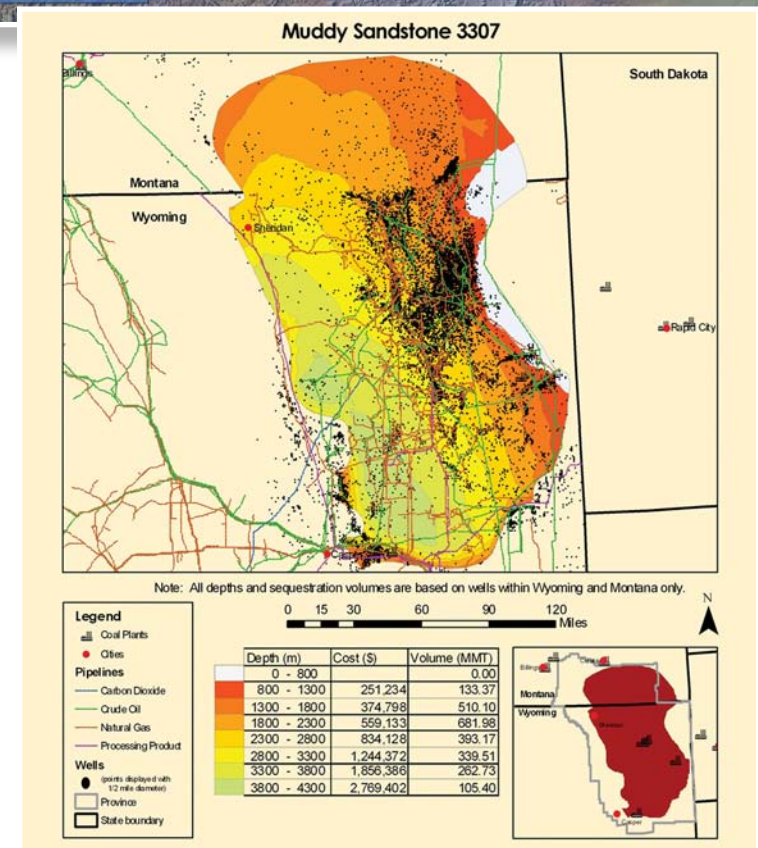 Muddy Sandstone 3307
Billings
South Dakota
Montana
Wyoming
Sheridan
Rapid City
Note: All depths and sequestration volumes are based on wells within Wyoming and Montana only.
N
0 15 30 60 90 120
Miles
Legend
Coal Plants
Cities
Pipelines
Carbon Dioxide
Crude Oil
Natural Gas
Processing Product
Wells
(points displayed with
1/2 mile diameter)
Province
State boundary
Depth (m) Cost ($) Volume (MMT)
0 - 800 0.00
800 - 1300 251,234 133.37
1300 - 1800 374,798 510.10
1800 - 2300 559,133 681.98
2300 - 2800 834,128 393.17
2800 - 3300 1,244,372 339.51
3300 - 3800 1,856,386 262.73
3800 - 4300 2,769,402 105.40
Billings
Montana
Wyoming
Sheridan
Casper